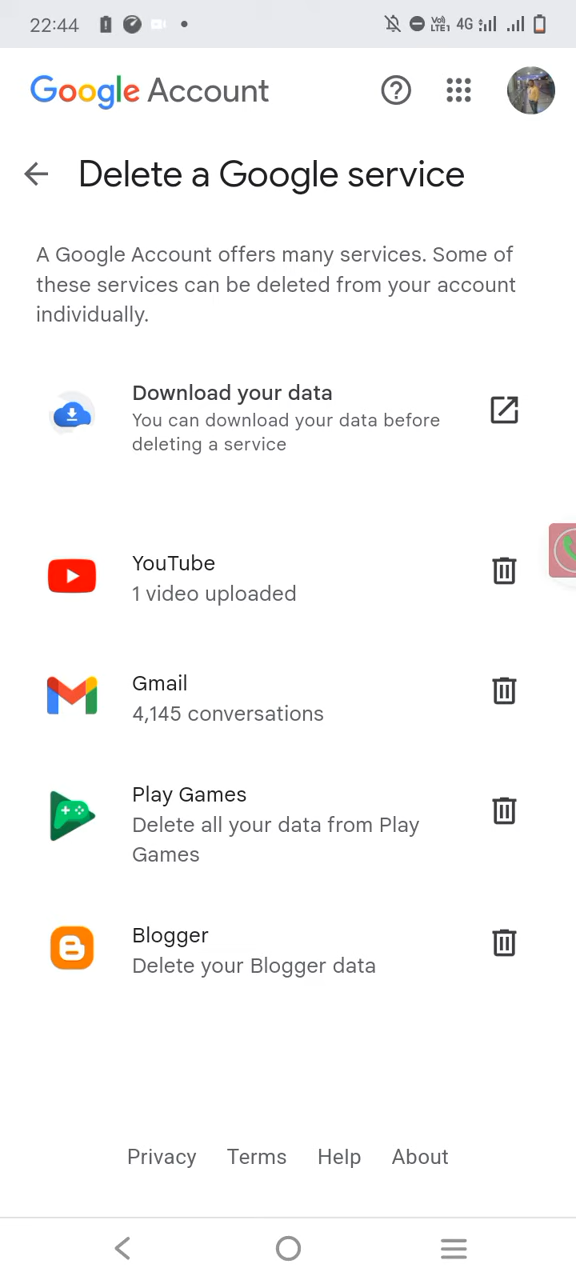 22:44
Vo) 4G
LTE1
Google Account
Delete a Google service
A Google Account offers many services. Some of
these services can be deleted from your account
individually.
Download your data
You can download your data before
deleting a service
YouTube
1 video uploaded
Gmail
4,145 conversations
Play Games
Delete all your data from Play
Games
Blogger
Delete your Blogger data
Privacy Terms Help About